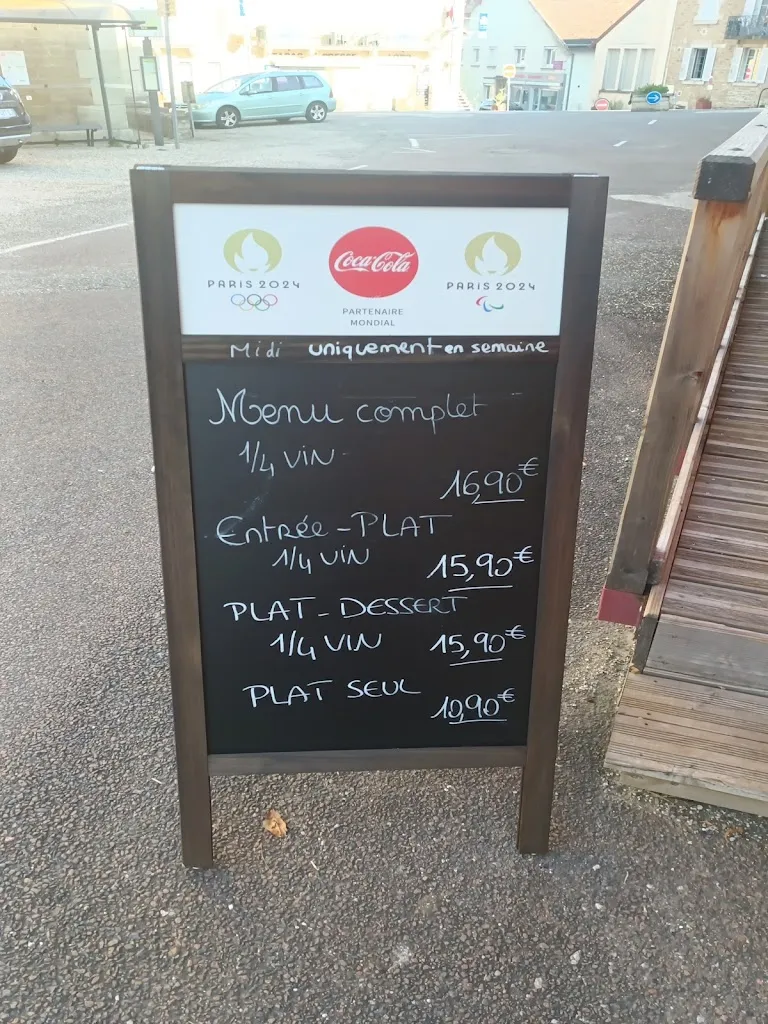 PARIS 2024
Coca-Cola
PARTENAIRE
MONDIAL
PARIS 2024
Midi uniquement en semaine
Menu complet
1/4 VIN
16,90€
Entrée - PLAT
1/4 VIN
15,90€
PLAT - DESSERT
1/4 VIN
15,90€
PLAT SEUL
10,90€